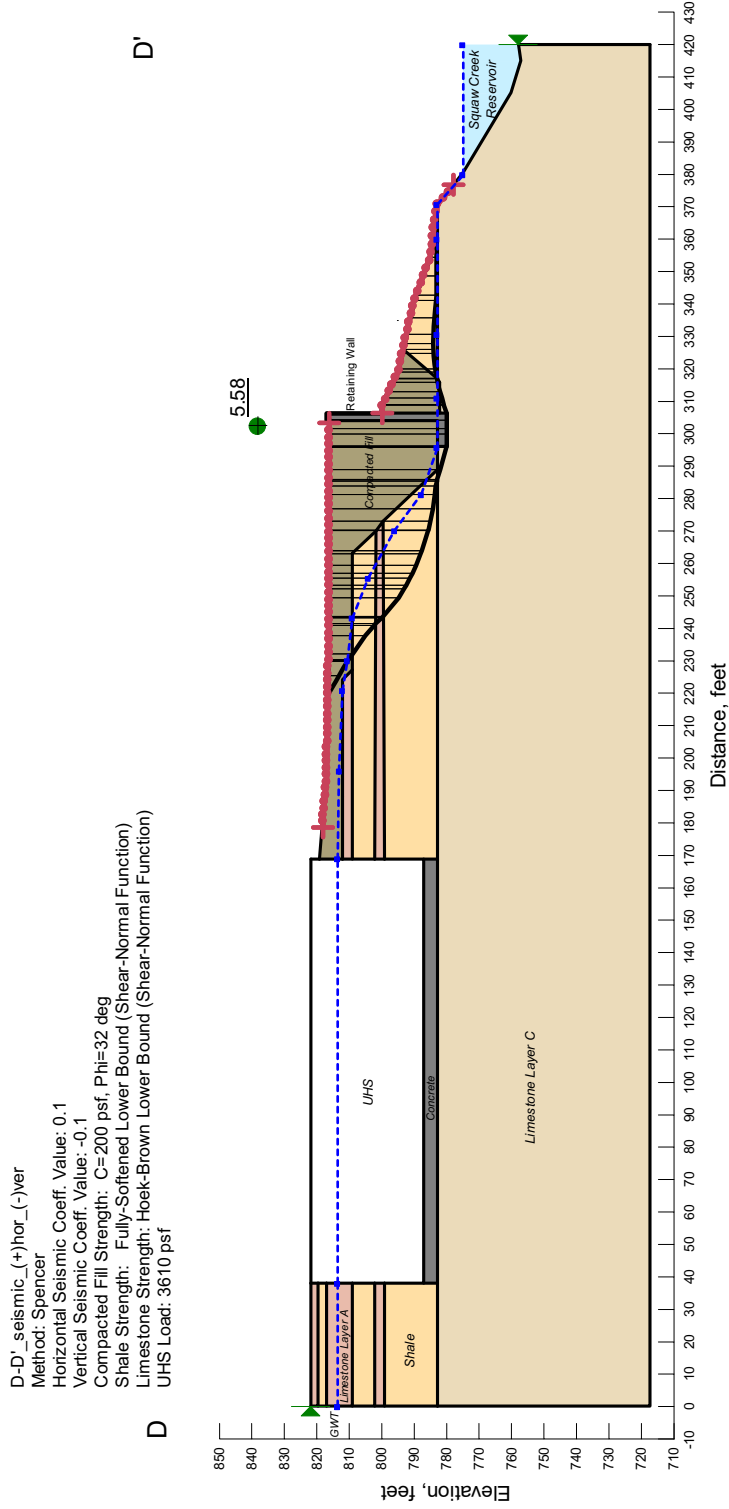 D-D'_seismic_(+)hor_(-)ver
Method: Spencer
Horizontal Seismic Coeff. Value: 0.1
Vertical Seismic Coeff. Value: -0.1
Compacted Fill Strength: C=200 psf, Phi=32 deg
Shale Strength: Fully-Softened Lower Bound (Shear-Normal Function)
Limestone Strength: Hoek-Brown Lower Bound (Shear-Normal Function)
UHS Load: 3610 psf
D
D'
5.58
Retaining Wall
Compacted Fill
Squaw Creek
Reservoir
GWT
Limestone Layer A
Shale
UHS
Concrete
Limestone Layer C
Elevation, feet
850
840
830
820
810
800
790
780
770
760
750
740
730
720
710
-10 0 10 20 30 40 50 60 70 80 90 100 110 120 130 140 150 160 170 180 190 200 210 220 230 240 250 260 270 280 290 300 310 320 330 340 350 360 370 380 390 400 410 420 430
Distance, feet